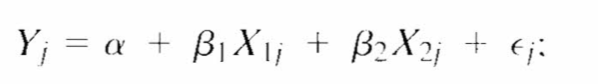 Yⱼ = α + β₁X₁ⱼ + β₂X₂ⱼ + ϵⱼ;